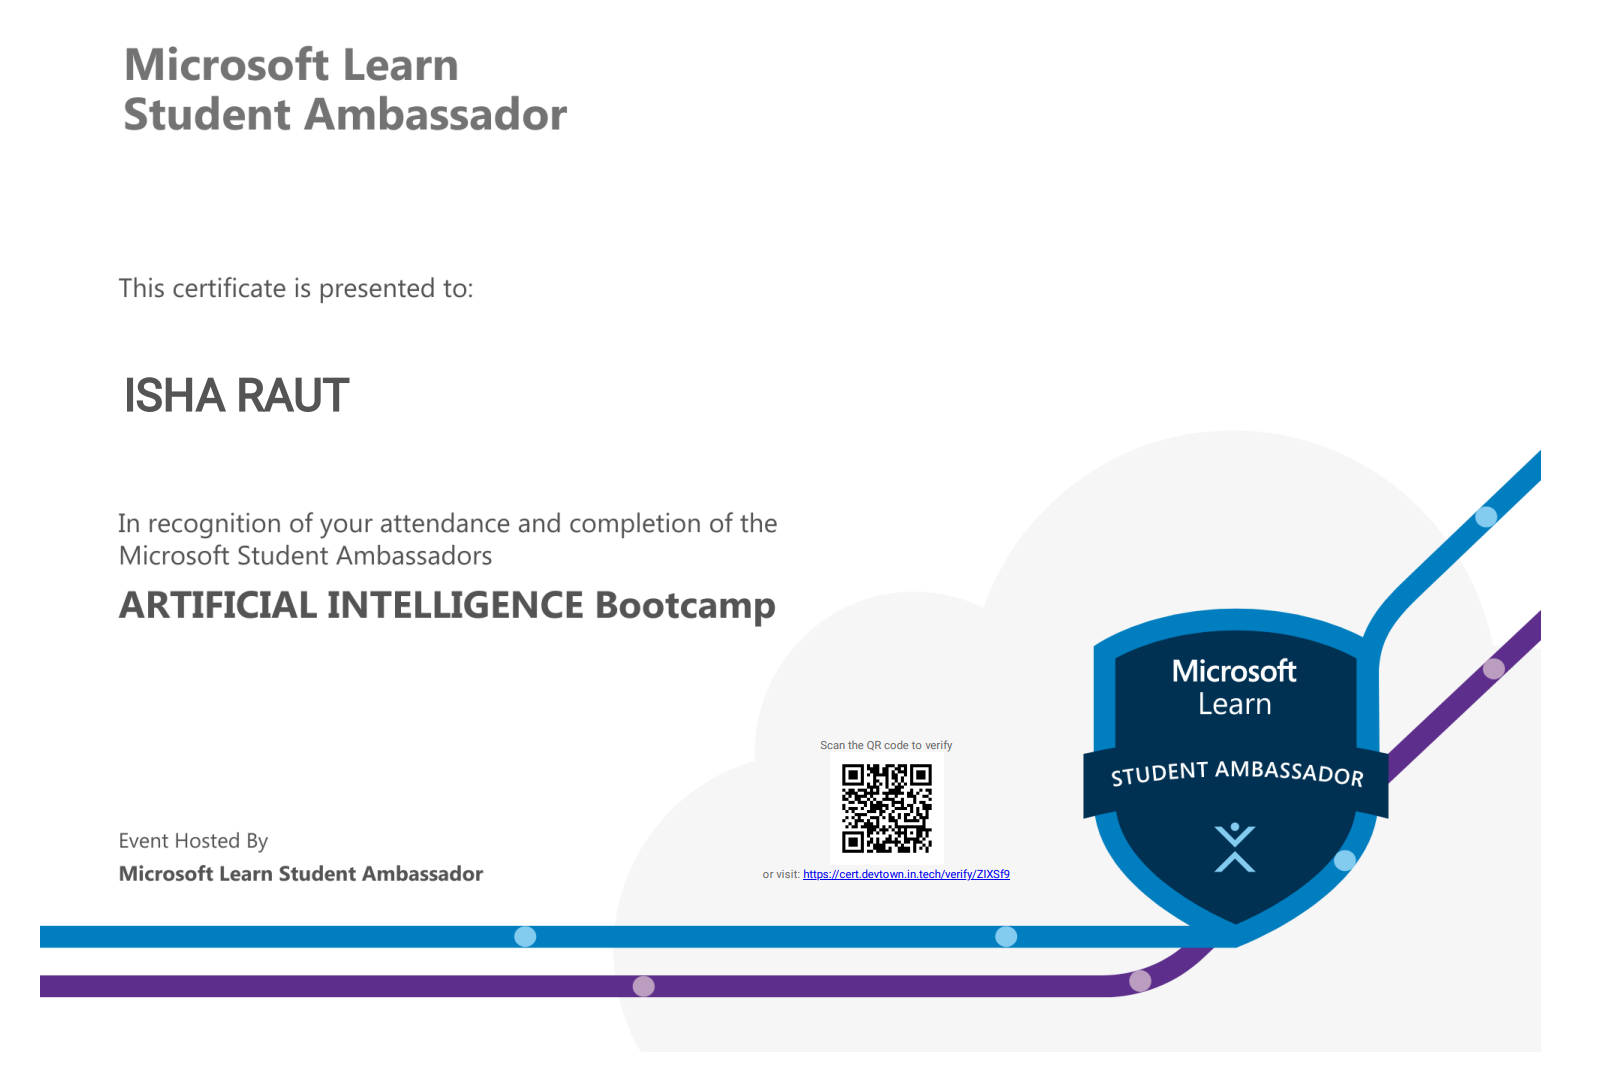 Microsoft Learn
Student Ambassador
This certificate is presented to:
ISHA RAUT
In recognition of your attendance and completion of the
Microsoft Student Ambassadors
ARTIFICIAL INTELLIGENCE Bootcamp
Scan the QR code to verify
or visit: https://cert.devtown.in.tech/verify/ZIXSf9
Event Hosted By
Microsoft Learn Student Ambassador
Microsoft
Learn
STUDENT AMBASSADOR